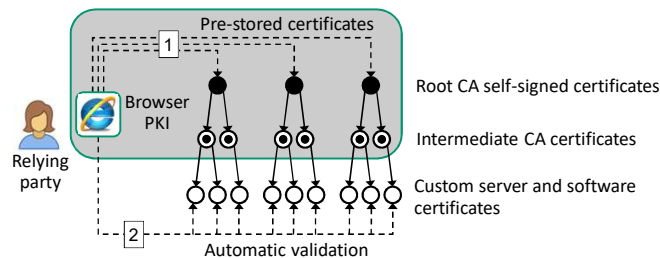 Pre-stored certificates
1
Root CA self-signed certificates
Browser
PKI
Intermediate CA certificates
Relying
party
Custom server and software
certificates
2
Automatic validation